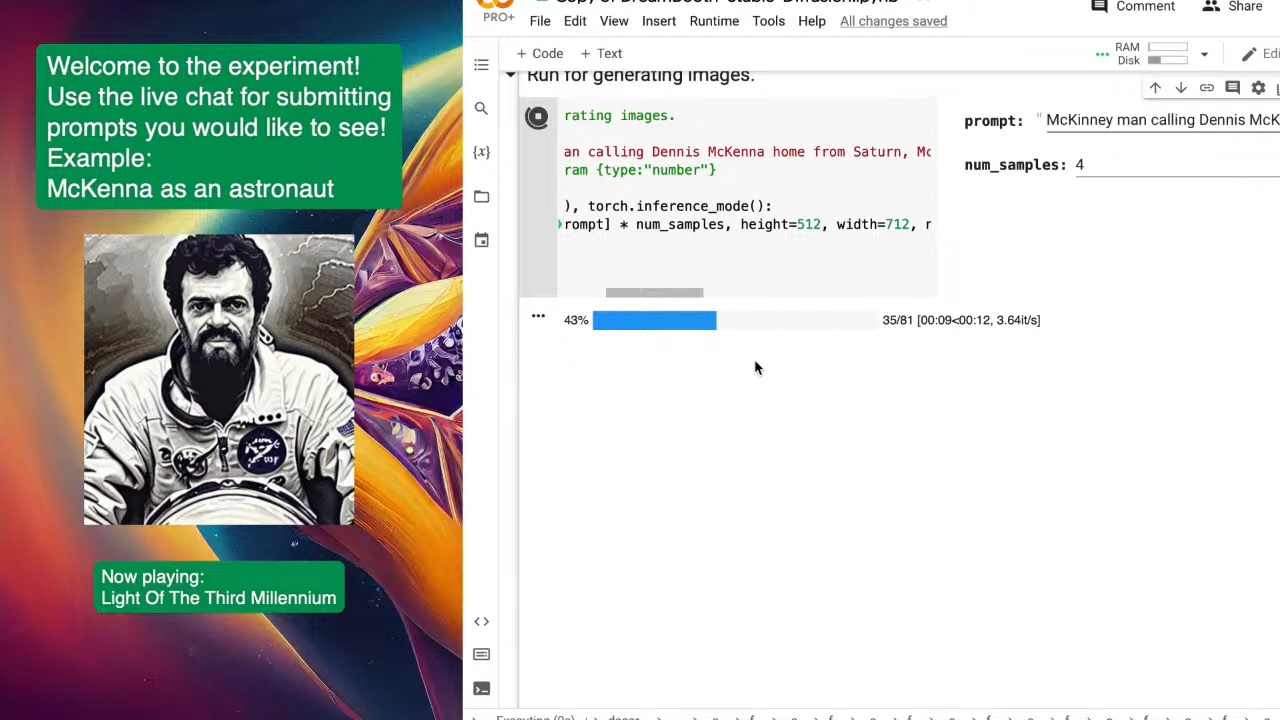 Welcome to the experiment!
Use the live chat for submitting
prompts you would like to see!
Example:
McKenna as an astronaut
Now playing:
Light Of The Third Millennium
PRO+
File Edit View Insert Runtime Tools Help All changes saved
Comment Share
+ Code + Text
RAM
Disk
Edi
Run for generating images.
rating images.
an calling Dennis McKenna home from Saturn, Mc
ram {type:"number"}
), torch.inference_mode():
rompt] * num_samples, height=512, width=712, n
prompt: "McKinney man calling Dennis McK
num_samples: 4
{x}
43% 35/81 [00:09<00:12, 3.64it/s]